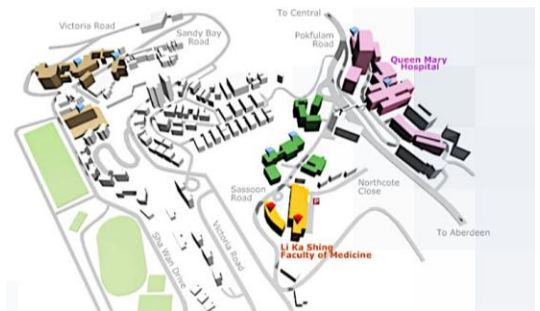 To Central
Victoria Road
Sandy Bay
Road
Pokfulam
Road
Queen Mary
Hospital
Sassoon
Road
Northcote
Close
P
To Aberdeen
Li Ka Shing
Faculty of Medicine
Sha Wan Drive
Victoria Road